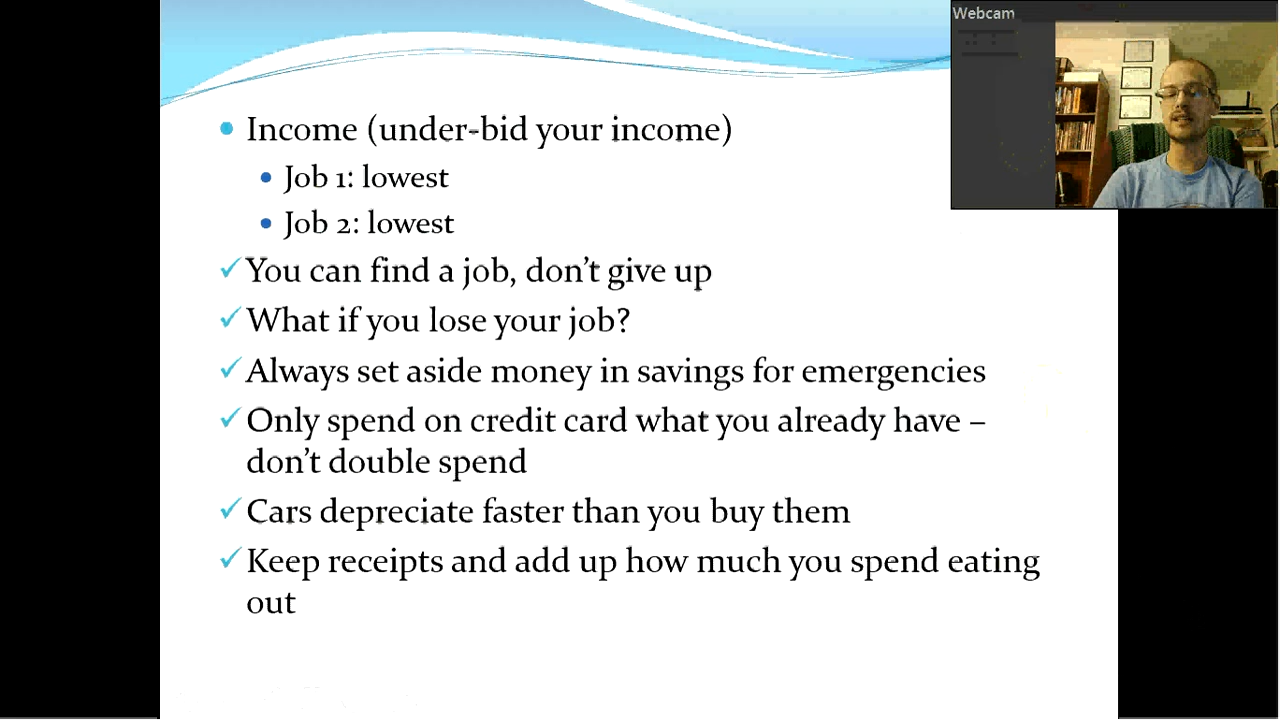 Webcam
Income (under-bid your income)
Job 1: lowest
Job 2: lowest
You can find a job, don't give up
What if you lose your job?
Always set aside money in savings for emergencies
Only spend on credit card what you already have –
don't double spend
Cars depreciate faster than you buy them
Keep receipts and add up how much you spend eating
out